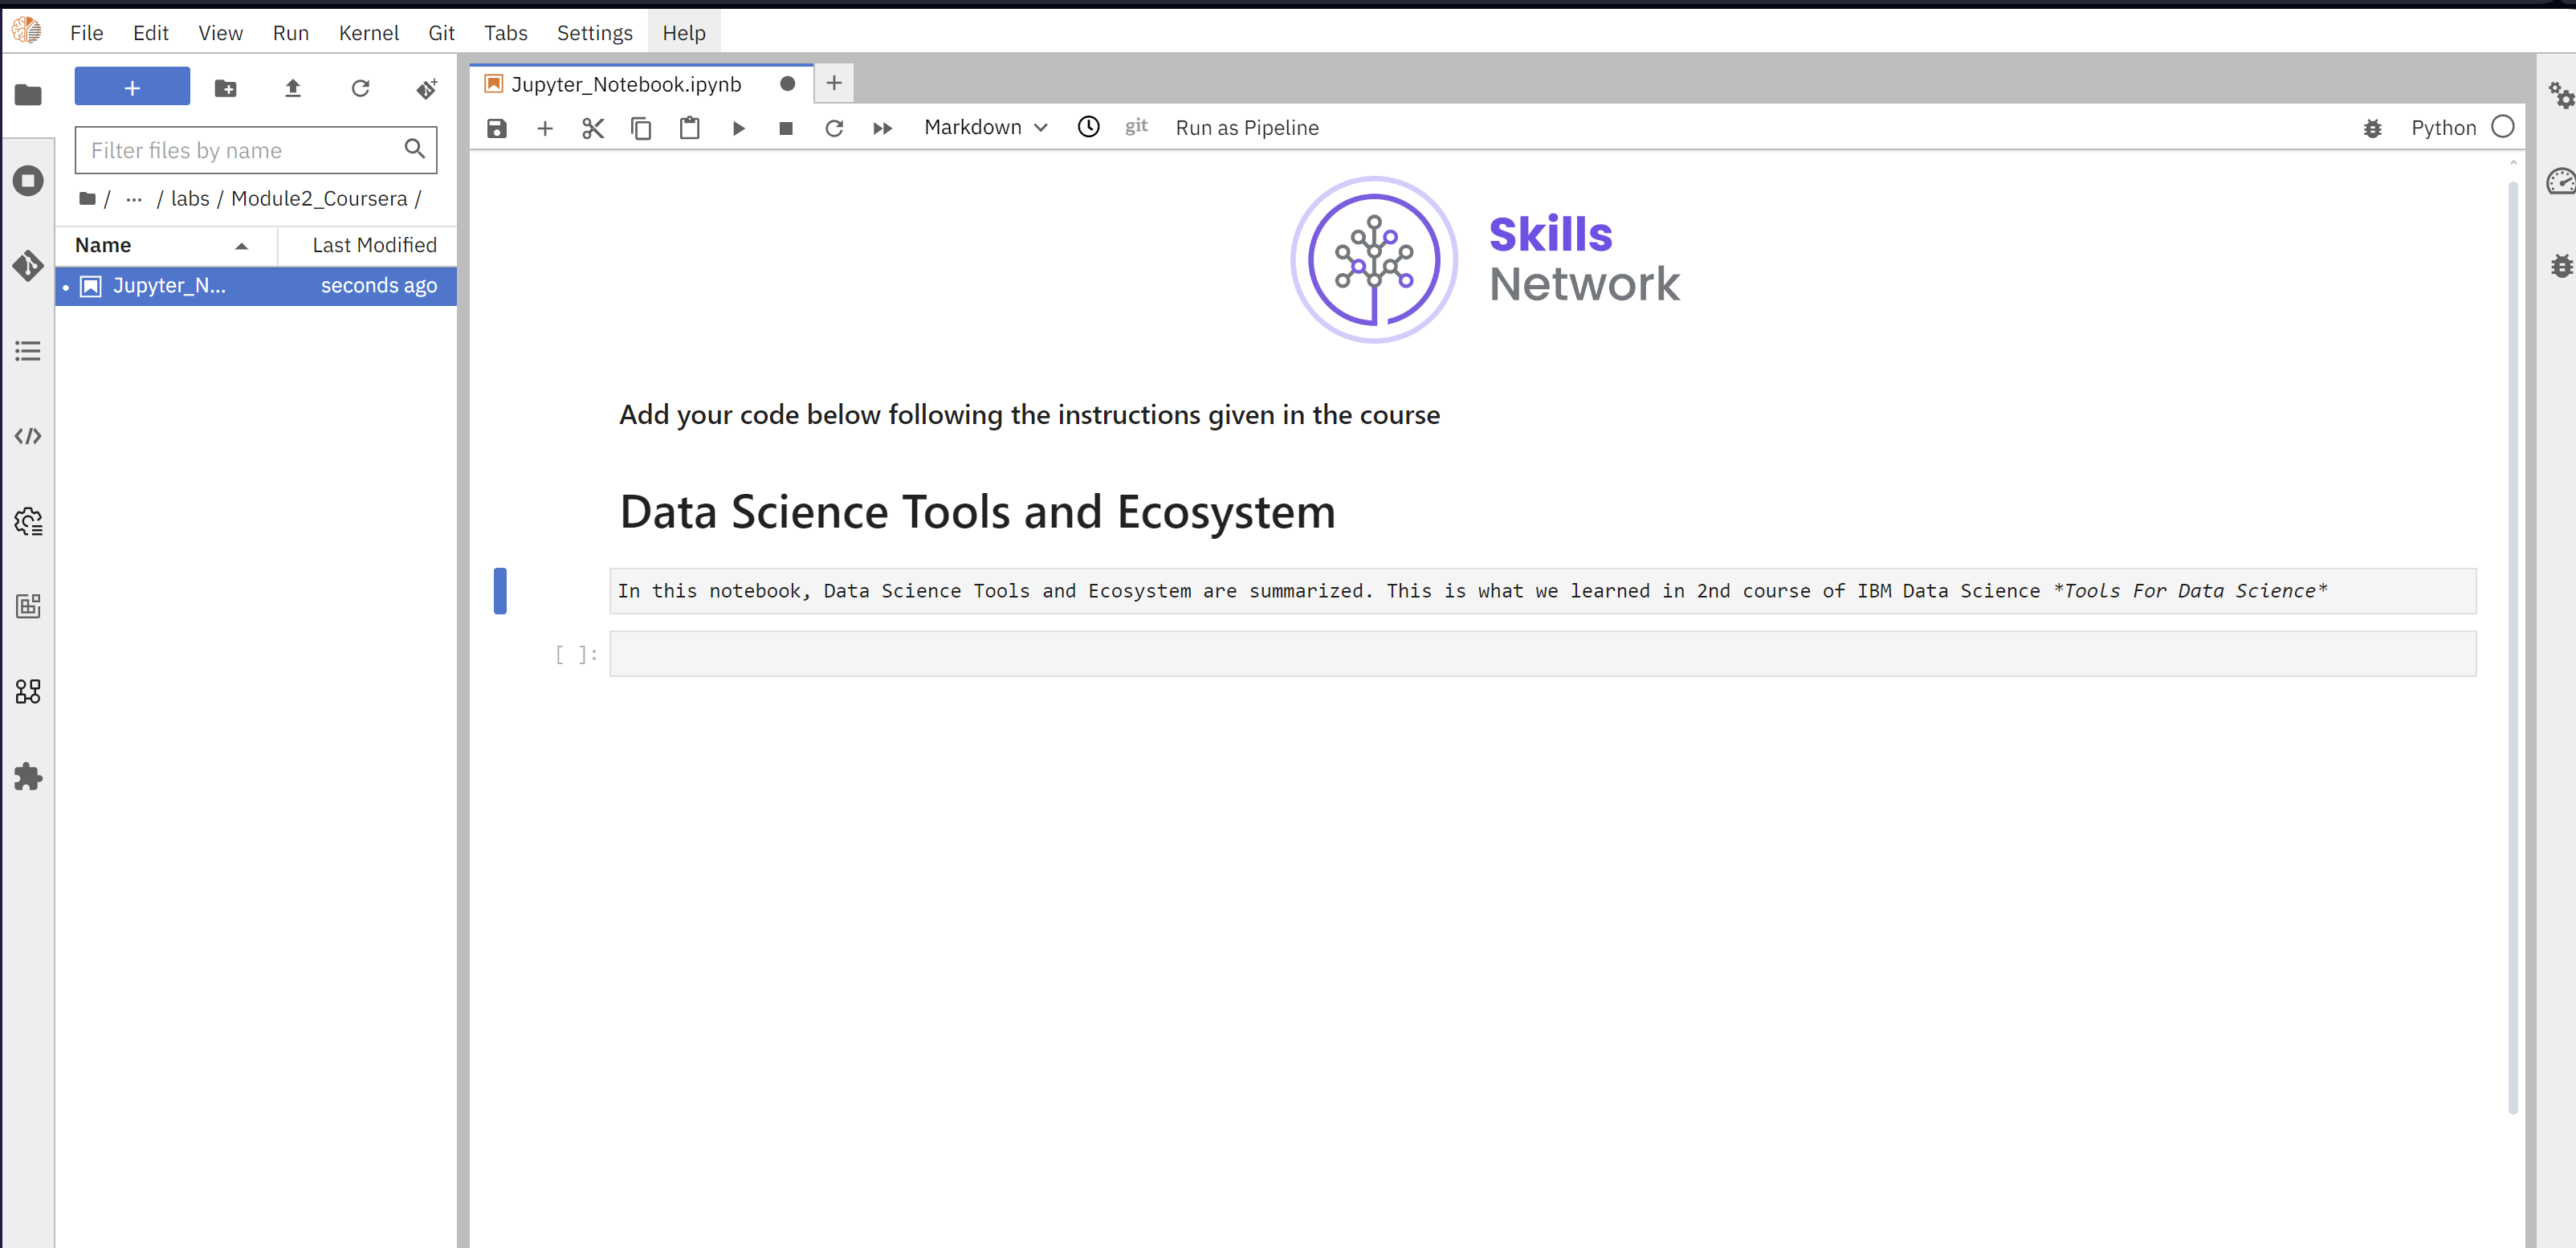 File Edit View Run Kernel Git Tabs Settings Help
Jupyter_Notebook.ipynb
Filter files by name
/ ... / labs / Module2_Coursera /
Name Last Modified
Jupyter_N... seconds ago
Markdown git Run as Pipeline Python
Skills
Network
Add your code below following the instructions given in the course
Data Science Tools and Ecosystem
In this notebook, Data Science Tools and Ecosystem are summarized. This is what we learned in 2nd course of IBM Data Science *Tools For Data Science*
[ ]: